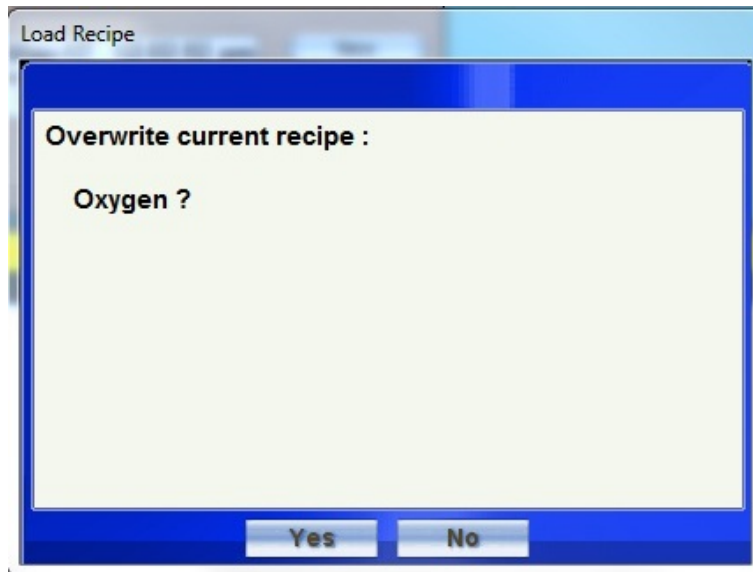 Load Recipe
Overwrite current recipe :
Oxygen ?
Yes No